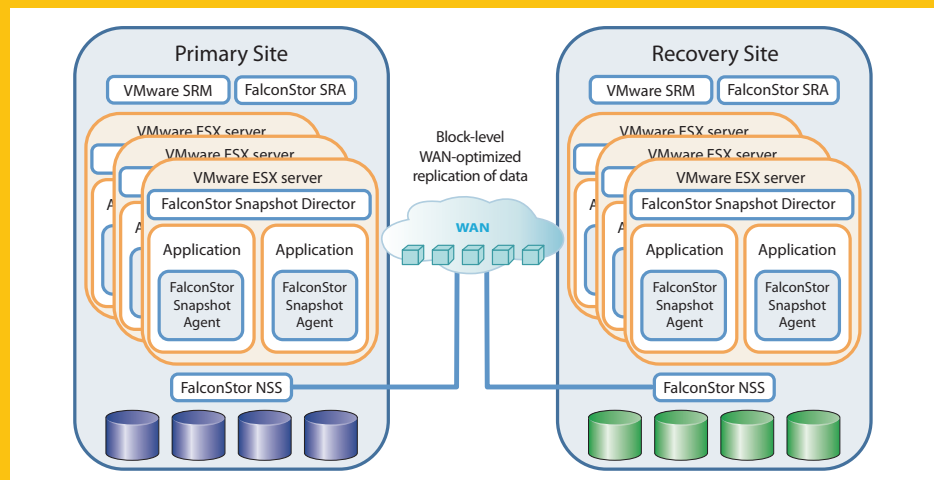 Primary Site
VMware SRM
FalconStor SRA
VMware ESX server
VMware ESX server
VMware ESX server
FalconStor Snapshot Director
Application
Application
FalconStor
Snapshot
Agent
FalconStor
Snapshot
Agent
FalconStor NSS
Block-level
WAN-optimized
replication of data
WAN
Recovery Site
VMware SRM
FalconStor SRA
VMware ESX server
VMware ESX server
VMware ESX server
FalconStor Snapshot Director
Application
Application
FalconStor
Snapshot
Agent
FalconStor
Snapshot
Agent
FalconStor NSS